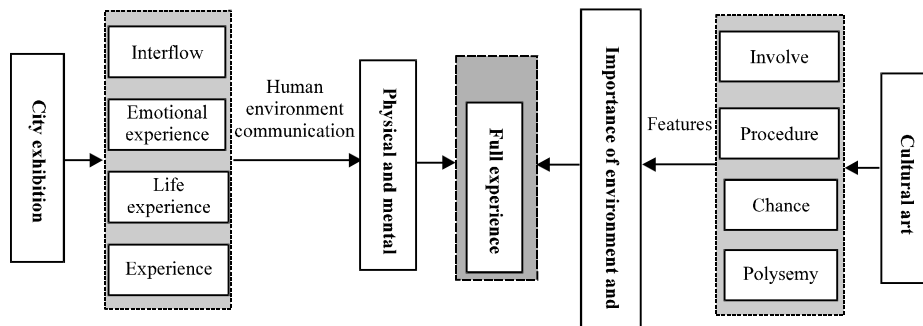 City exhibition
Interflow
Emotional
experience
Life
experience
Experience
Human
environment
communication
Physical and mental
Full experience
Importance of environment and
Features
Involve
Procedure
Chance
Polysemy
Cultural art